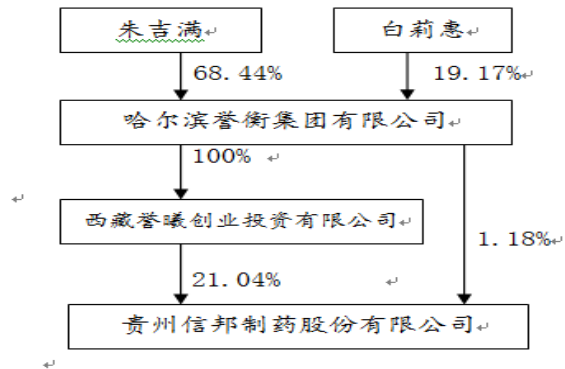 朱吉满
白莉惠
68.44%
19.17%
哈尔滨誉衡集团有限公司
100%
西藏誉曦创业投资有限公司
1.18%
21.04%
贵州信邦制药股份有限公司